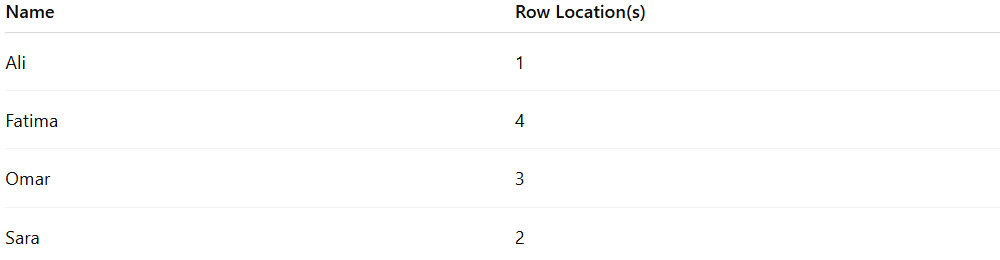 Name Row Location(s)
Ali 1
Fatima 4
Omar 3
Sara 2